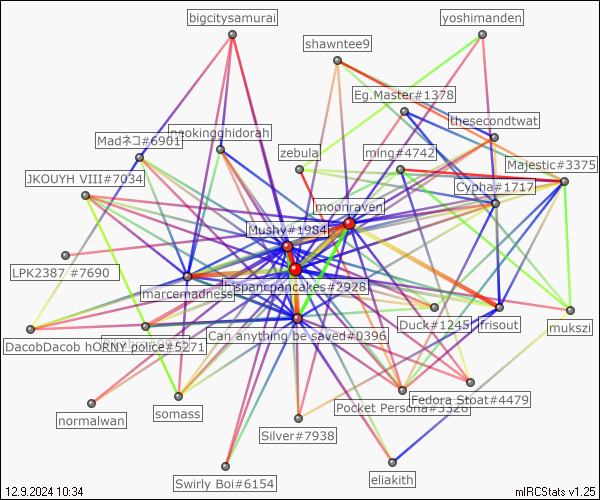 bigcitysamurai
yoshimanden
shawntee9
Eg.Master#1378
thesecondtwat
neokingghidorah
Madネコ#6901
zebula
ming#4742
Majestic#3375
JKOUYH VIII#7034
Cypha#1717
moonraven
Mushy#1984
LPK2387 #7690
hispancpancakes#2928
marcernadness
Duck#1245
frisout
mukszi
DacobDacob hORNY police#5271
Can anything be saved#0396
normalwan
somass
Pocket Persona#3526
Fedora Stoat#4479
Silver#7938
Swirly Boi#6154
eliakith
12.9.2024 10:34
mIRCStats v1.25